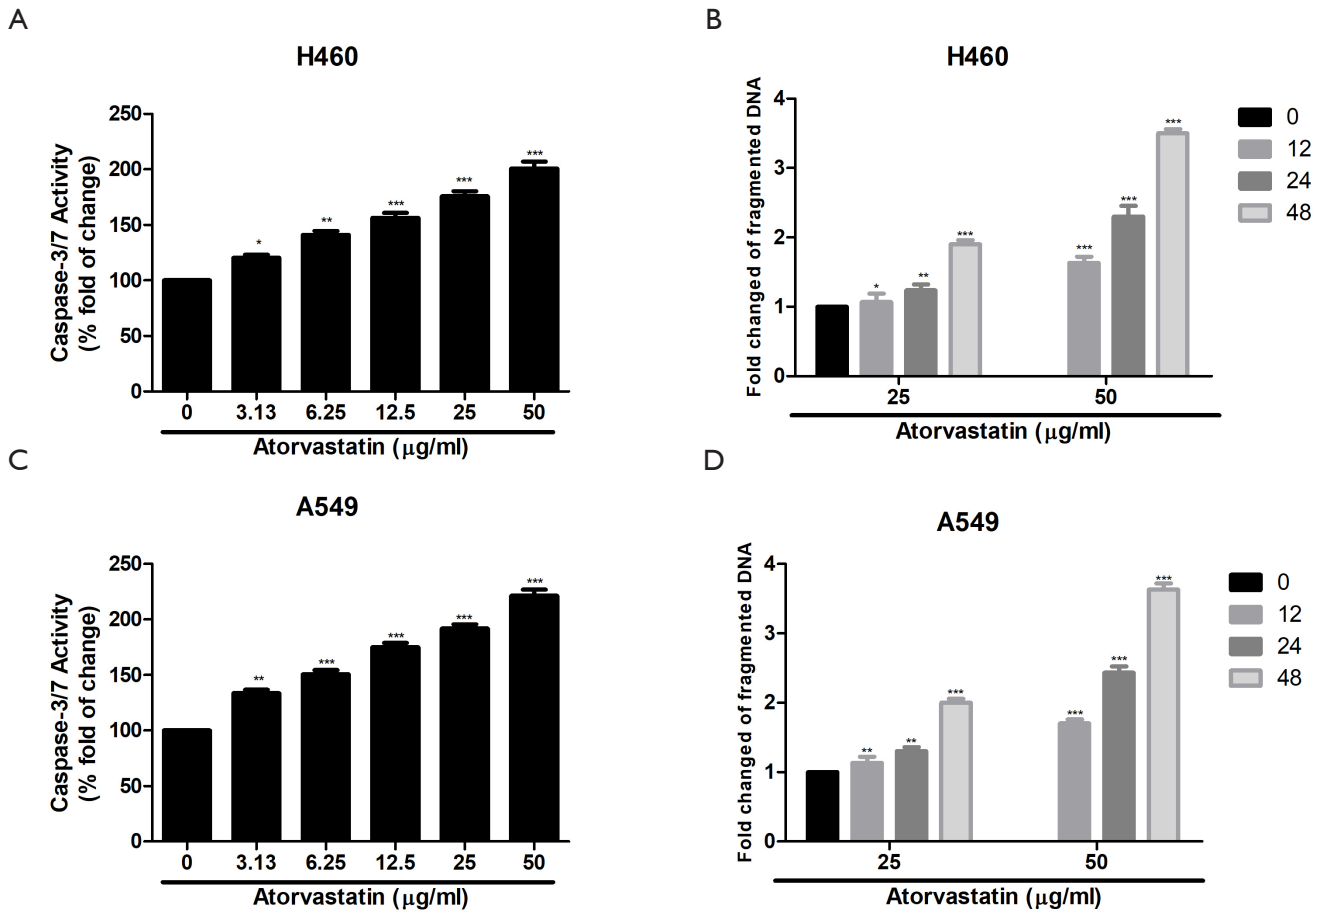 A
H460
Caspase-3/7 Activity
(% fold of change)
250
200
150
100
50
0
*
**
***
***
***
0 3.13 6.25 12.5 25 50
Atorvastatin (μg/ml)
B
H460
Fold changed of fragmented DNA
4
3
2
1
0
*
**
***
***
***
***
25 50
Atorvastatin (μg/ml)
0
12
24
48
C
A549
Caspase-3/7 Activity
(% fold of change)
250
200
150
100
50
0
**
***
***
***
***
0 3.13 6.25 12.5 25 50
Atorvastatin (μg/ml)
D
A549
Fold changed of fragmented DNA
4
3
2
1
0
**
**
***
***
***
***
25 50
Atorvastatin (μg/ml)
0
12
24
48